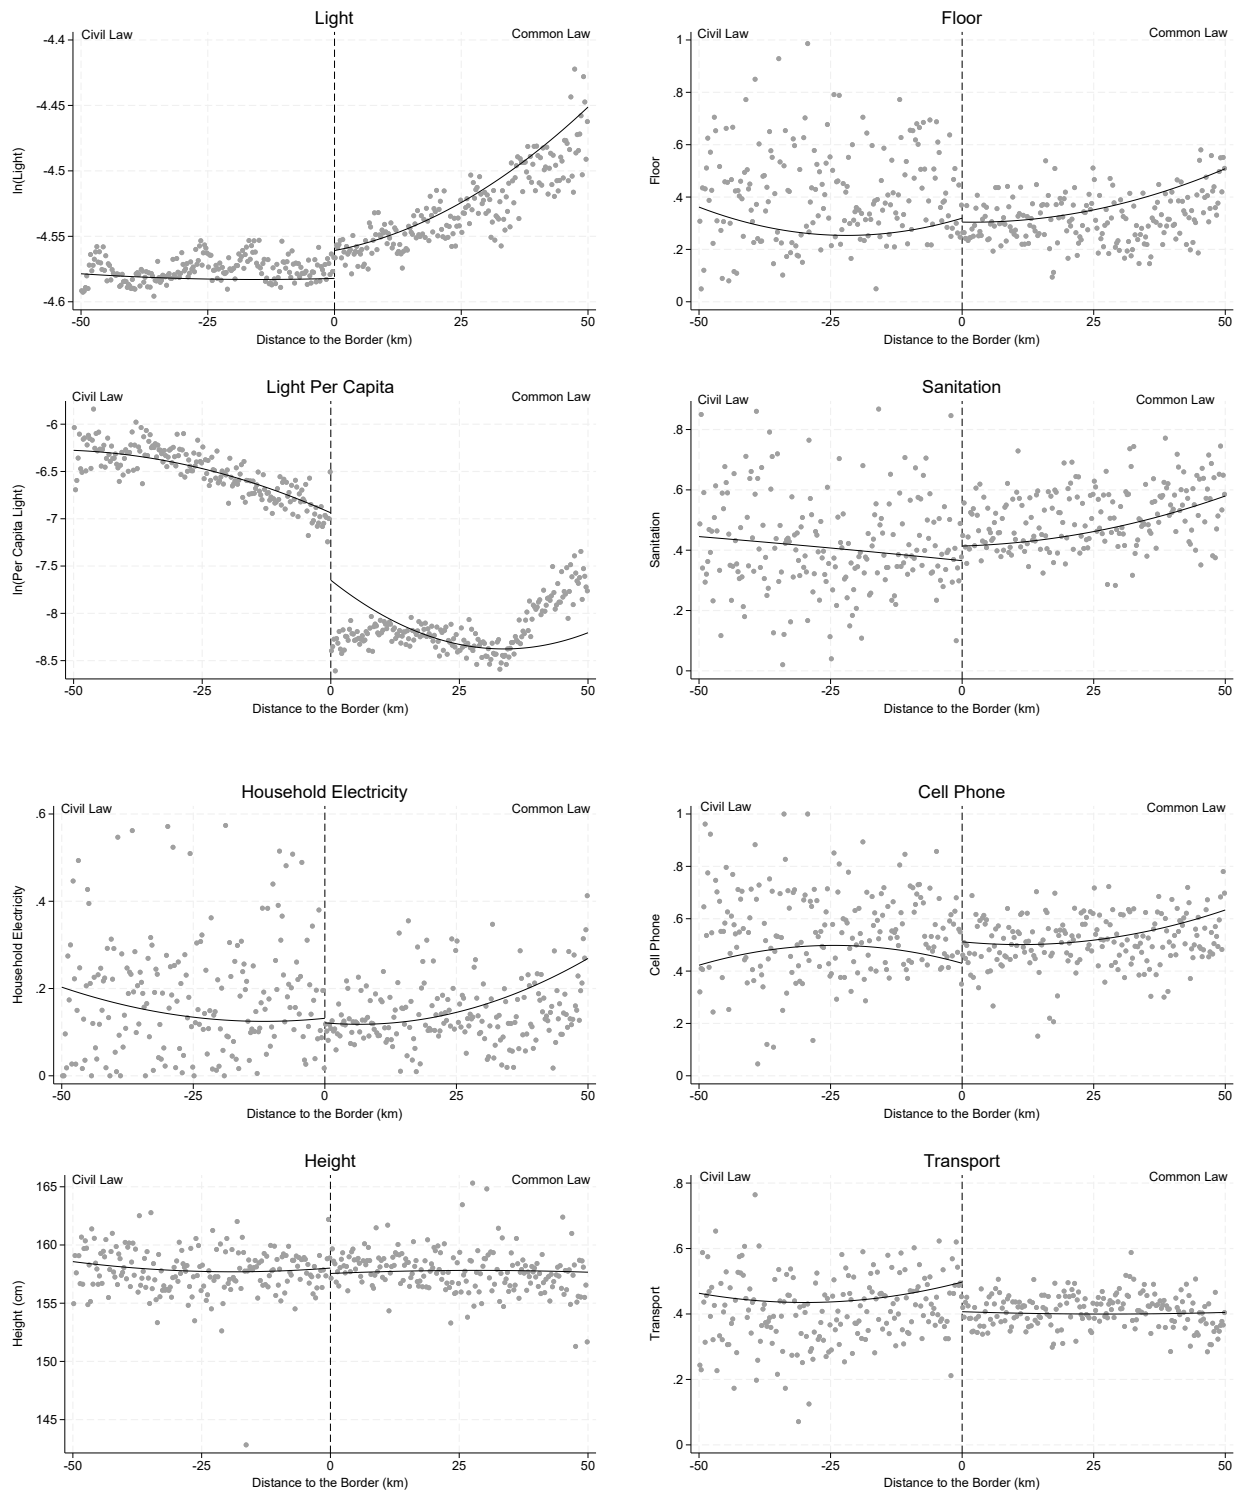 Light
Civil Law
Common Law
-4.4
-4.45
-4.5
-4.55
-4.6
ln(Light)
-50 -25 0 25 50
Distance to the Border (km)
Floor
Civil Law
Common Law
1
.8
.6
.4
.2
0
Floor
-50 -25 0 25 50
Distance to the Border (km)
Light Per Capita
Civil Law
Common Law
-6
-6.5
-7
-7.5
-8
-8.5
ln(Per Capita Light)
-50 -25 0 25 50
Distance to the Border (km)
Sanitation
Civil Law
Common Law
.8
.6
.4
.2
0
Sanitation
-50 -25 0 25 50
Distance to the Border (km)
Household Electricity
Civil Law
Common Law
.6
.4
.2
0
Household Electricity
-50 -25 0 25 50
Distance to the Border (km)
Cell Phone
Civil Law
Common Law
1
.8
.6
.4
.2
0
Cell Phone
-50 -25 0 25 50
Distance to the Border (km)
Height
Civil Law
Common Law
165
160
155
150
145
Height (cm)
-50 -25 0 25 50
Distance to the Border (km)
Transport
Civil Law
Common Law
.8
.6
.4
.2
0
Transport
-50 -25 0 25 50
Distance to the Border (km)